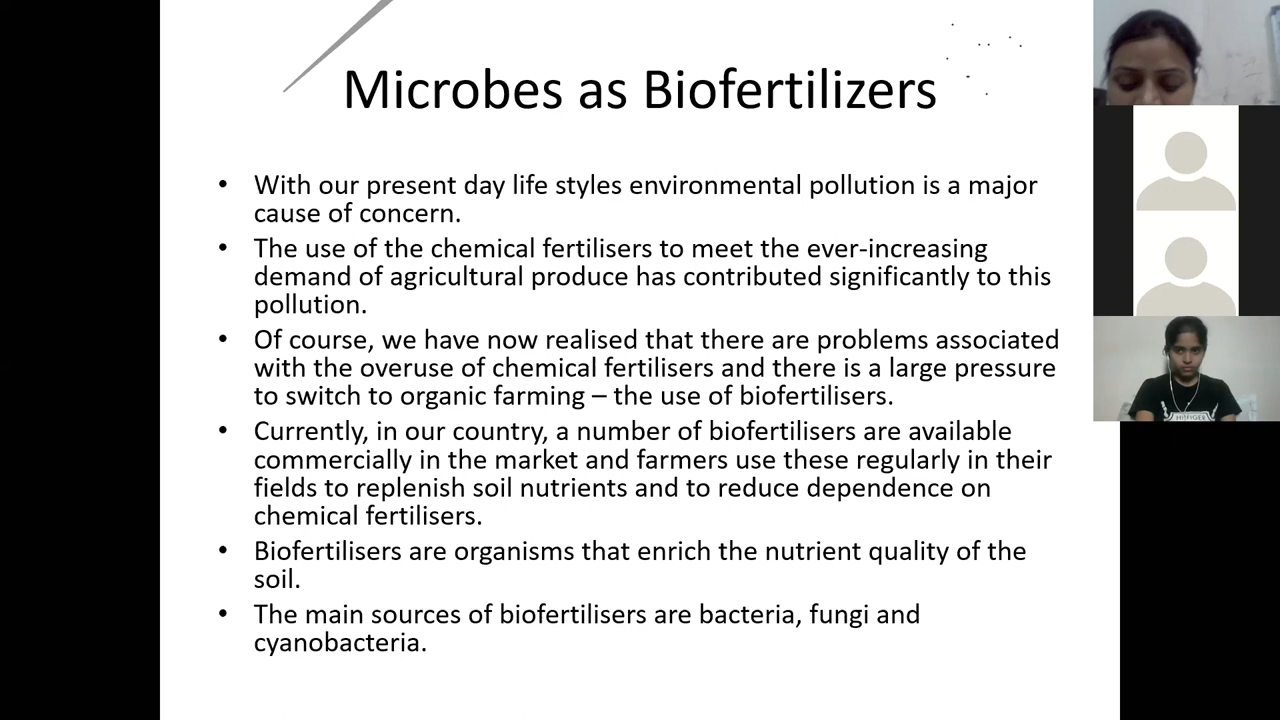 Microbes as Biofertilizers
• With our present day life styles environmental pollution is a major
cause of concern.
• The use of the chemical fertilisers to meet the ever-increasing
demand of agricultural produce has contributed significantly to this
pollution.
• Of course, we have now realised that there are problems associated
with the overuse of chemical fertilisers and there is a large pressure
to switch to organic farming – the use of biofertilisers.
• Currently, in our country, a number of biofertilisers are available
commercially in the market and farmers use these regularly in their
fields to replenish soil nutrients and to reduce dependence on
chemical fertilisers.
• Biofertilisers are organisms that enrich the nutrient quality of the
soil.
• The main sources of biofertilisers are bacteria, fungi and
cyanobacteria.